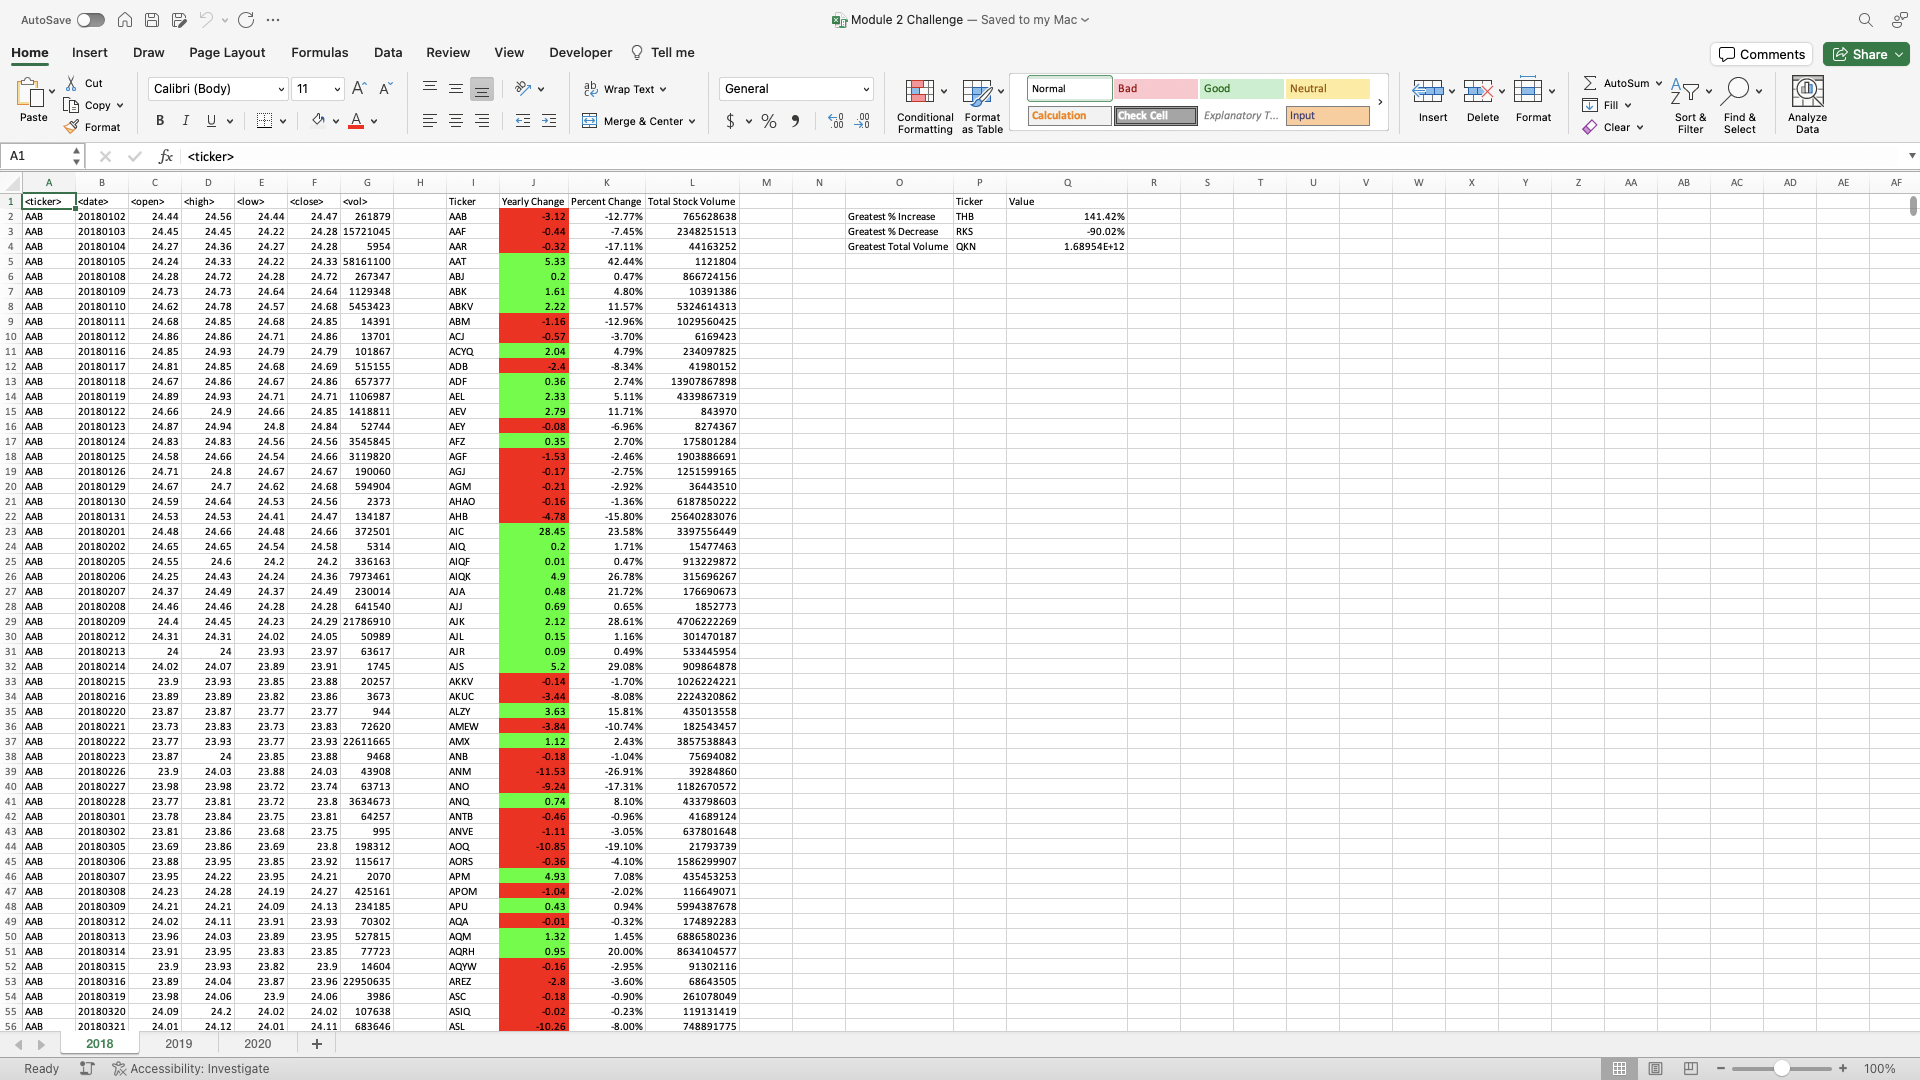 AutoSave
Module 2 Challenge — Saved to my Mac
Home Insert Draw Page Layout Formulas Data Review View Developer Tell me
Comments Share
Paste Cut Copy Format
Calibri (Body) 11
B I U
Wrap Text
Merge & Center
General
$ %
Conditional Formatting
Format as Table
Normal Bad Good Neutral
Calculation Check Cell Explanatory T... Input
Insert Delete Format
AutoSum Fill Clear
Sort & Filter
Find & Select
Analyze Data
A1 fx <ticker>
A B C D E F G H I J K L M N O P Q R S T U V W X Y Z AA AB AC AD AE AF
1 <ticker> <date> <open> <high> <low> <close> <vol> Ticker Yearly Change Percent Change Total Stock Volume Ticker Value
2 AAB 20180102 24.44 24.56 24.44 24.47 261879 AAB -3.12 -12.77% 765628638 Greatest % Increase THB 141.42%
3 AAB 20180103 24.45 24.45 24.22 24.28 15721045 AAF -0.44 -7.45% 2348251513 Greatest % Decrease RKS -90.02%
4 AAB 20180104 24.27 24.36 24.27 24.28 5954 AAR -0.32 -17.11% 44163252 Greatest Total Volume QKN 1.68954E+12
5 AAB 20180105 24.24 24.33 24.22 24.33 58161100 AAT 5.33 42.44% 1121804
6 AAB 20180108 24.28 24.72 24.28 24.72 267347 ABJ 0.2 0.47% 866724156
7 AAB 20180109 24.73 24.73 24.64 24.64 1129348 ABK 1.61 4.80% 10391386
8 AAB 20180110 24.62 24.78 24.57 24.68 5453423 ABKV 2.22 11.57% 5324614313
9 AAB 20180111 24.68 24.85 24.68 24.85 14391 ABM -1.16 -12.96% 1029560425
10 AAB 20180112 24.86 24.86 24.71 24.86 13701 ACJ -0.57 -3.70% 6169423
11 AAB 20180116 24.85 24.93 24.79 24.79 101867 ACYQ 2.04 4.79% 234097825
12 AAB 20180117 24.81 24.85 24.68 24.69 515155 ADB -2.4 -8.34% 41980152
13 AAB 20180118 24.67 24.86 24.67 24.86 657377 ADF 0.36 2.74% 13907867898
14 AAB 20180119 24.89 24.93 24.71 24.71 1106987 AEL 2.33 5.11% 4339867319
15 AAB 20180122 24.66 24.9 24.66 24.85 1418811 AEV 2.79 11.71% 843970
16 AAB 20180123 24.87 24.94 24.8 24.84 52744 AEY -0.08 -6.96% 8274367
17 AAB 20180124 24.83 24.83 24.56 24.56 3545845 AFZ 0.35 2.70% 175801284
18 AAB 20180125 24.58 24.66 24.54 24.66 3119820 AGF -1.53 -2.46% 1903886691
19 AAB 20180126 24.71 24.8 24.67 24.67 190060 AGJ -0.17 -2.75% 1251599165
20 AAB 20180129 24.67 24.7 24.62 24.68 594904 AGM -0.21 -2.92% 36443510
21 AAB 20180130 24.59 24.64 24.53 24.56 2373 AHAO -0.16 -1.36% 6187850222
22 AAB 20180131 24.53 24.53 24.41 24.47 134187 AHB -4.78 -15.80% 25640283076
23 AAB 20180201 24.48 24.66 24.48 24.66 372501 AIC 28.45 23.58% 3397556449
24 AAB 20180202 24.65 24.65 24.54 24.58 5314 AIQ 0.2 1.71% 15477463
25 AAB 20180205 24.55 24.6 24.2 24.2 336163 AIQF 0.01 0.47% 913229872
26 AAB 20180206 24.25 24.43 24.24 24.36 7973461 AIQK 4.9 26.78% 315696267
27 AAB 20180207 24.37 24.49 24.37 24.49 230014 AJA 0.48 21.72% 176690673
28 AAB 20180208 24.46 24.46 24.28 24.28 641540 AJJ 0.69 0.65% 1852773
29 AAB 20180209 24.4 24.45 24.23 24.29 21786910 AJK 2.12 28.61% 4706222269
30 AAB 20180212 24.31 24.31 24.02 24.05 50989 AJL 0.15 1.16% 301470187
31 AAB 20180213 24 24 23.93 23.97 63617 AJR 0.09 0.49% 533445954
32 AAB 20180214 24.02 24.07 23.89 23.91 1745 AJS 5.2 29.08% 909864878
33 AAB 20180215 23.9 23.93 23.85 23.88 20257 AKKV -0.14 -1.70% 1026224221
34 AAB 20180216 23.89 23.89 23.82 23.86 3673 AKUC -3.44 -8.08% 2224320862
35 AAB 20180220 23.87 23.87 23.77 23.77 944 ALZY 3.63 15.81% 435013558
36 AAB 20180221 23.73 23.83 23.73 23.83 72620 AMEW -3.84 -10.74% 182543457
37 AAB 20180222 23.77 23.93 23.77 23.93 22611665 AMX 1.12 2.43% 3857538843
38 AAB 20180223 23.87 24 23.85 23.88 9468 ANB -0.18 -1.04% 75694082
39 AAB 20180226 23.9 24.03 23.88 24.03 43908 ANM -11.53 -26.91% 39284860
40 AAB 20180227 23.98 23.98 23.72 23.74 63713 ANO -9.24 -17.31% 1182670572
41 AAB 20180228 23.77 23.81 23.72 23.8 3634673 ANQ 0.74 8.10% 433798603
42 AAB 20180301 23.78 23.84 23.75 23.81 64257 ANTB -0.46 -0.96% 41689124
43 AAB 20180302 23.81 23.86 23.68 23.75 995 ANVE -1.11 -3.05% 637801648
44 AAB 20180305 23.69 23.86 23.69 23.8 198312 AOQ -10.85 -19.10% 21793739
45 AAB 20180306 23.88 23.95 23.85 23.92 115617 AORS -0.36 -4.10% 1586299907
46 AAB 20180307 23.95 24.22 23.95 24.21 2070 APM 4.93 7.08% 435453253
47 AAB 20180308 24.23 24.28 24.19 24.27 425161 APOM -1.04 -2.02% 116649071
48 AAB 20180309 24.21 24.21 24.09 24.13 234185 APU 0.43 0.94% 5994387678
49 AAB 20180312 24.02 24.11 23.91 23.93 70302 AQA -0.01 -0.32% 174892283
50 AAB 20180313 23.96 24.03 23.89 23.95 527815 AQM 1.32 1.45% 6886580236
51 AAB 20180314 23.91 23.95 23.83 23.85 77723 AQRH 0.95 20.00% 8634104577
52 AAB 20180315 23.9 23.93 23.82 23.9 14604 AQYW -0.16 -2.95% 91302116
53 AAB 20180316 23.89 24.04 23.87 23.96 22950635 AREZ -2.8 -3.60% 68643505
54 AAB 20180319 23.98 24.06 23.9 24.06 3986 ASC -0.18 -0.90% 261078049
55 AAB 20180320 24.09 24.2 24.02 24.02 107638 ASIQ -0.02 -0.23% 119131419
56 AAB 20180321 24.01 24.12 24.01 24.11 683646 ASL -10.26 -8.00% 748891775
2018 2019 2020 +
Ready Accessibility: Investigate 100%